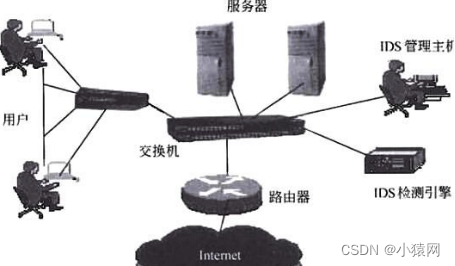 服务器
IDS 管理主机
用户
交换机
路由器
IDS 检测引擎
Internet
CSDN @小猿网